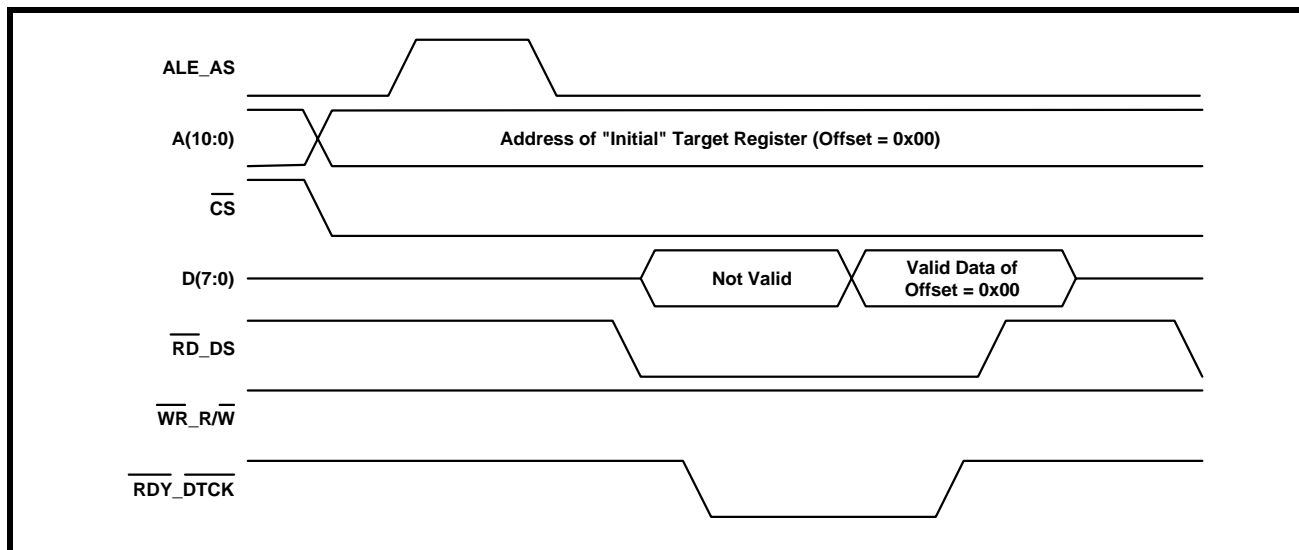 ALE_AS
A(10:0)
Address of "Initial" Target Register (Offset = 0x00)
CS
D(7:0)
Not Valid
Valid Data of
Offset = 0x00
RD_DS
WR_R/W
RDY_DTCK